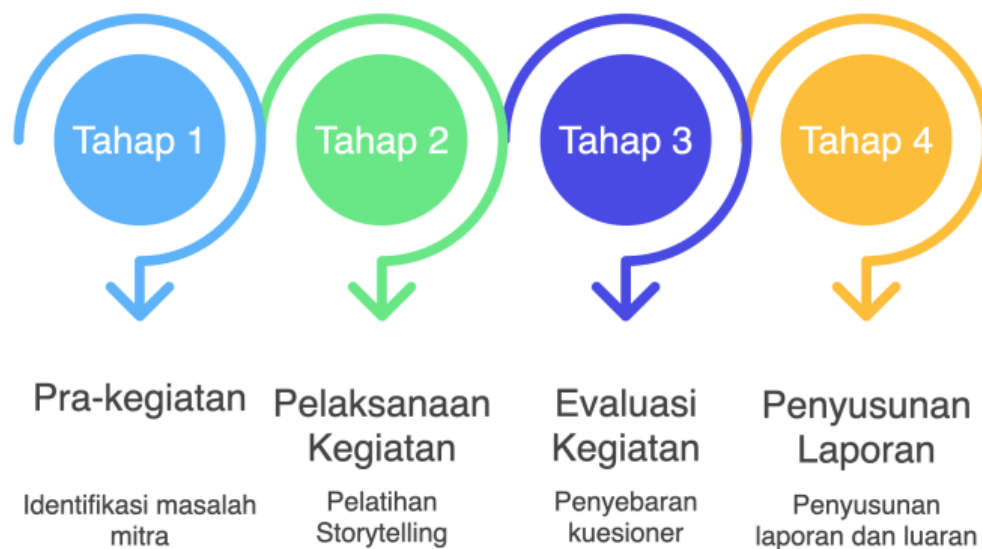 Tahap 1
Tahap 2
Tahap 3
Tahap 4
Pra-kegiatan
Identifikasi masalah
mitra
Pelaksanaan
Kegiatan
Pelatihan
Storytelling
Evaluasi
Kegiatan
Penyebaran
kuesioner
Penyusunan
Laporan
Penyusunan
laporan dan luaran